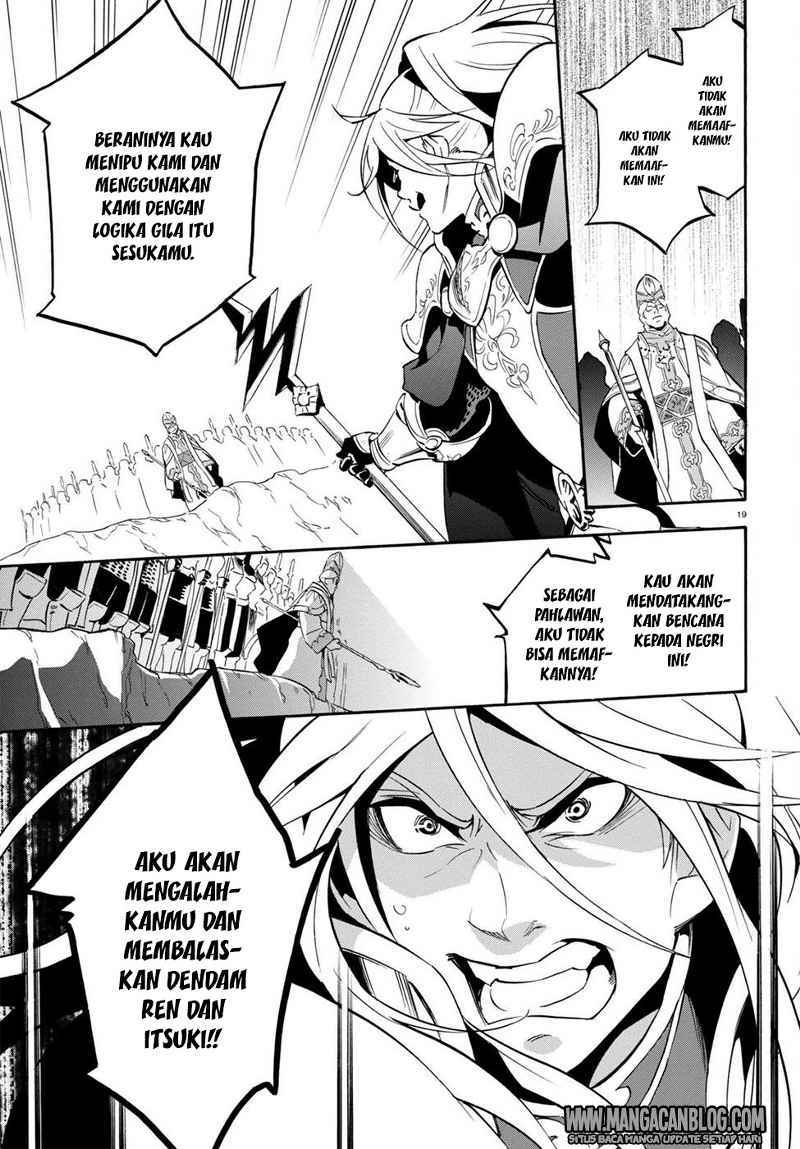 AKU
TIDAK
AKAN
MEMAAF-
KANMU!
AKU TIDAK
AKAN
MEMAAF-
KAN INI!
BERANINYA KAU
MENIPU KAMI DAN
MENGGUNAKAN
KAMI DENGAN
LOGIKA GILA ITU
SESUKAMU.
19
KAU AKAN
MENDATAKANG-
KAN BENCANA
KEPADA NEGRI
INI!
SEBAGAI
PAHLAWAN,
AKU TIDAK
BISA MEMAF-
KANNYA!
AKU AKAN
MENGALAH-
KANMU DAN
MEMBALAS-
KAN DENDAM
REN DAN
ITSUKI!!
WWW.MANGACANBLOG.COM
SITUS BACA MANGA UPDATE SETIAP HARI